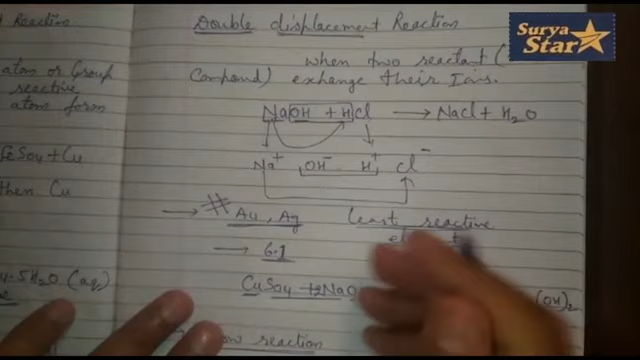 Reaction
atom or Group
reactive
atom form
FeSo4 + Cu
then Cu
5H2O (aq)
Double displacement Reaction
when two reactant (
Compond) exhange their Ions.
NaOH + HCl → NaCl + H2O
Na+ OH- H+ Cl-
→ # Au, Ag Least reactive
→ 6.1
CuSo4 + 2NaO (OH)2
reaction
Surya
Star